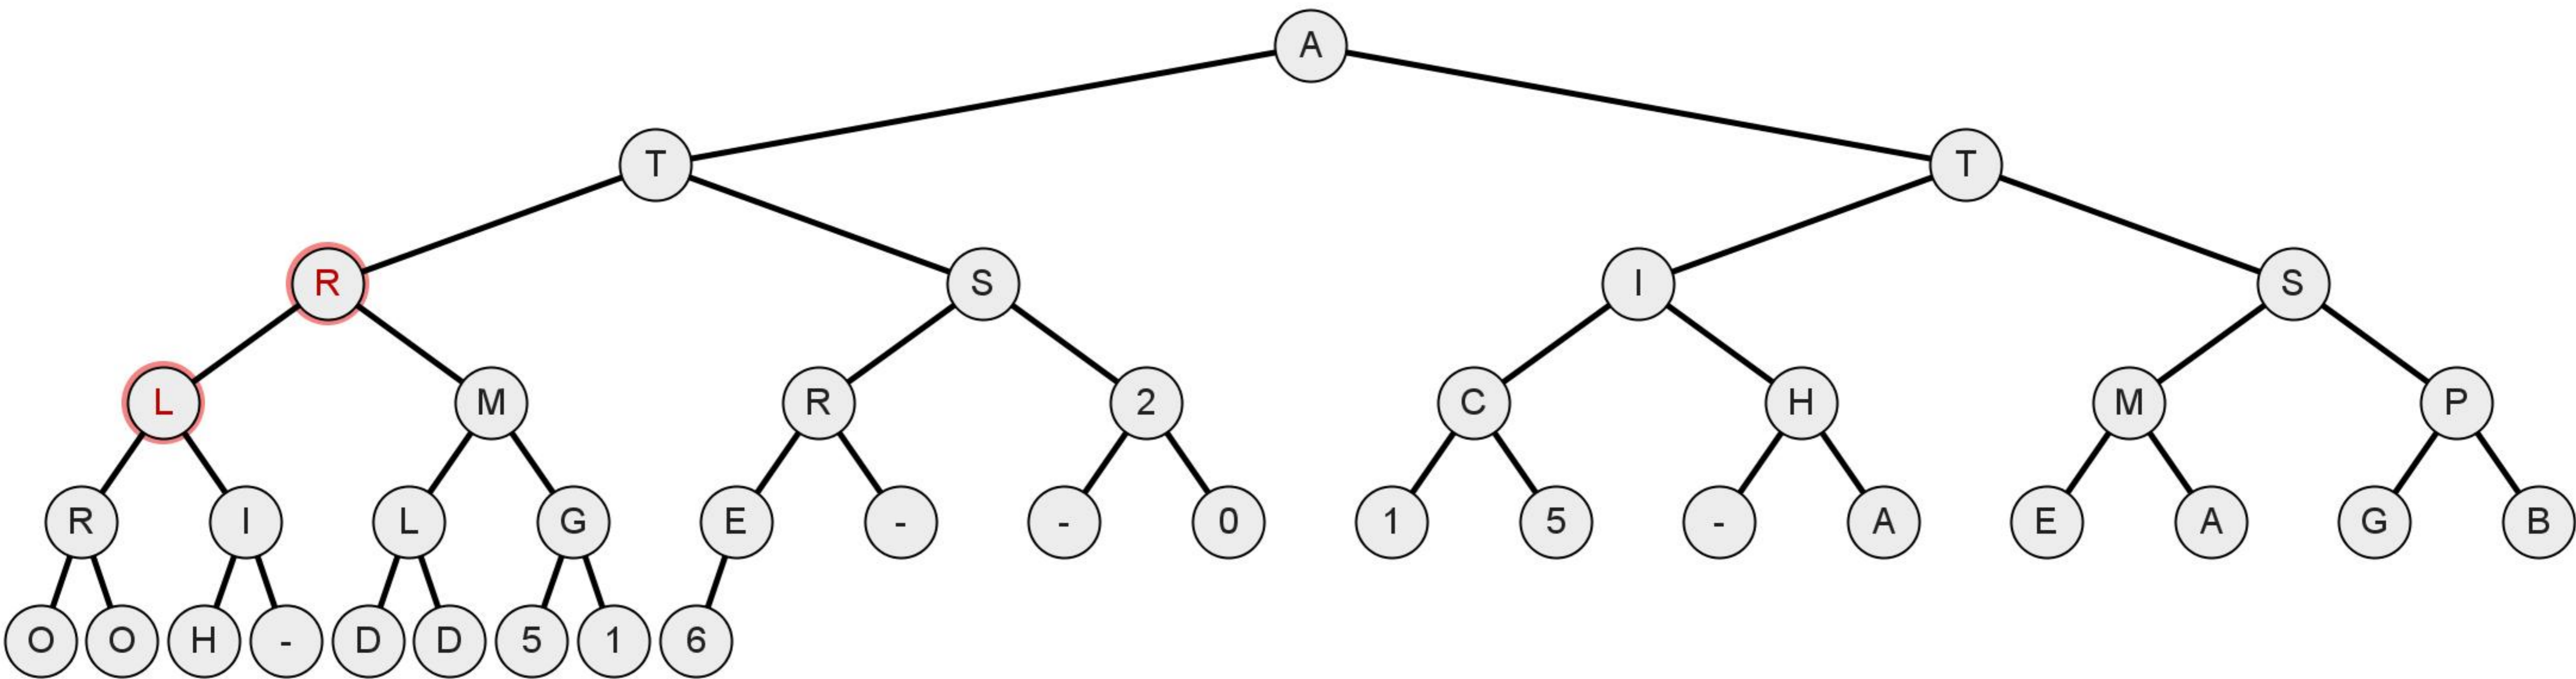 A
T T
R S I S
L M R 2 C H M P
R I L G E - - 0 1 5 - A E A G B
O O H - D D 5 1 6